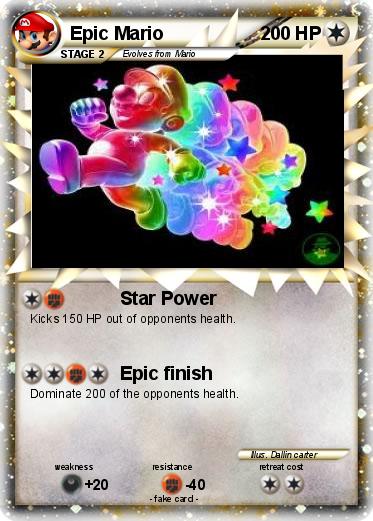 Epic Mario 200 HP
STAGE 2 Evolves from Mario
Star Power
Kicks 150 HP out of opponents health.
Epic finish
Dominate 200 of the opponents health.
Illus. Dallin carter
weakness resistance retreat cost
+20 -40
- fake card -